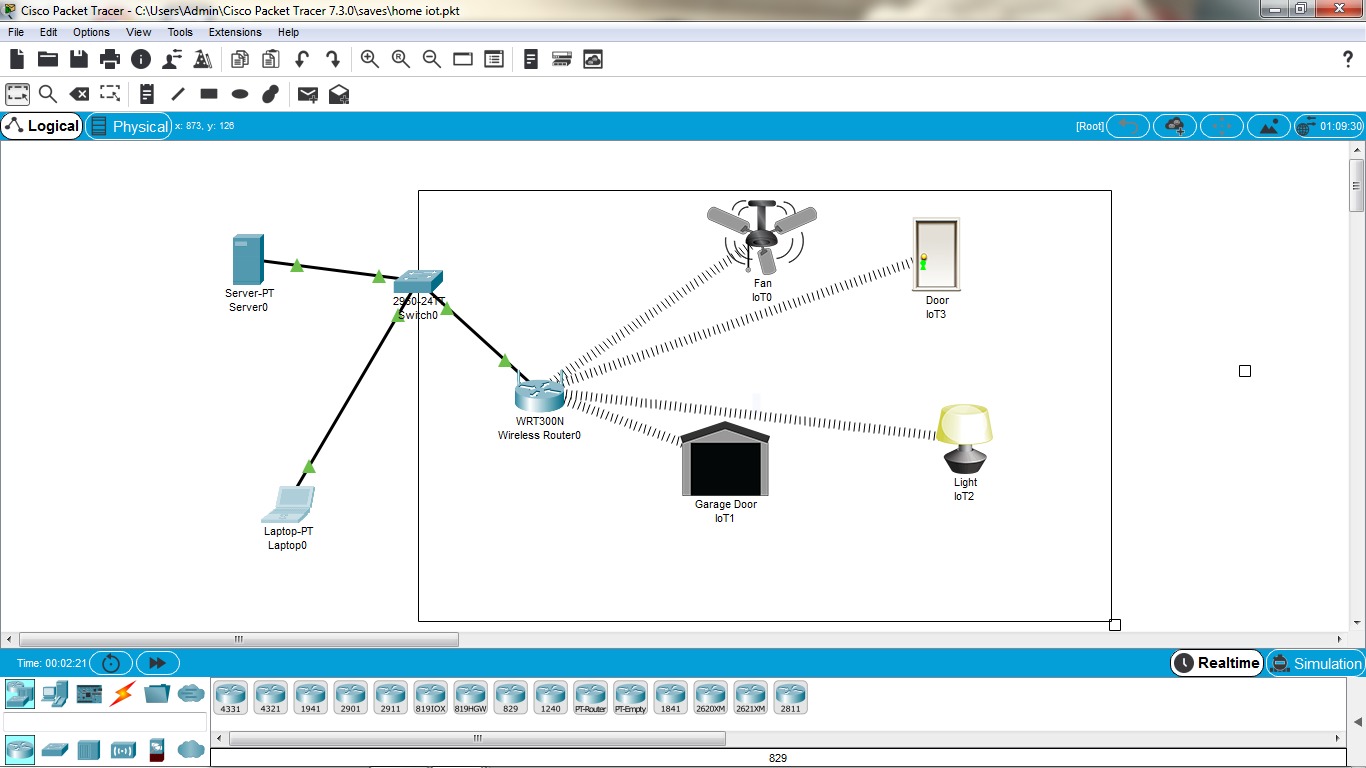 Cisco Packet Tracer - C:\Users\Admin\Cisco Packet Tracer 7.3.0\saves\home iot.pkt
File Edit Options View Tools Extensions Help
Logical Physical x: 873, y: 126 [Root] 01:09:30
Fan
IoT0
Door
IoT3
Server-PT
Server0
2950-24TT
Switch0
WRT300N
Wireless Router0
Light
IoT2
Garage Door
IoT1
Laptop-PT
Laptop0
Time: 00:02:21 Realtime Simulation
4331 4321 1941 2901 2911 819IOX 819HGW 829 1240 PT-Router PT-Empty 1841 2620XM 2621XM 2811
829